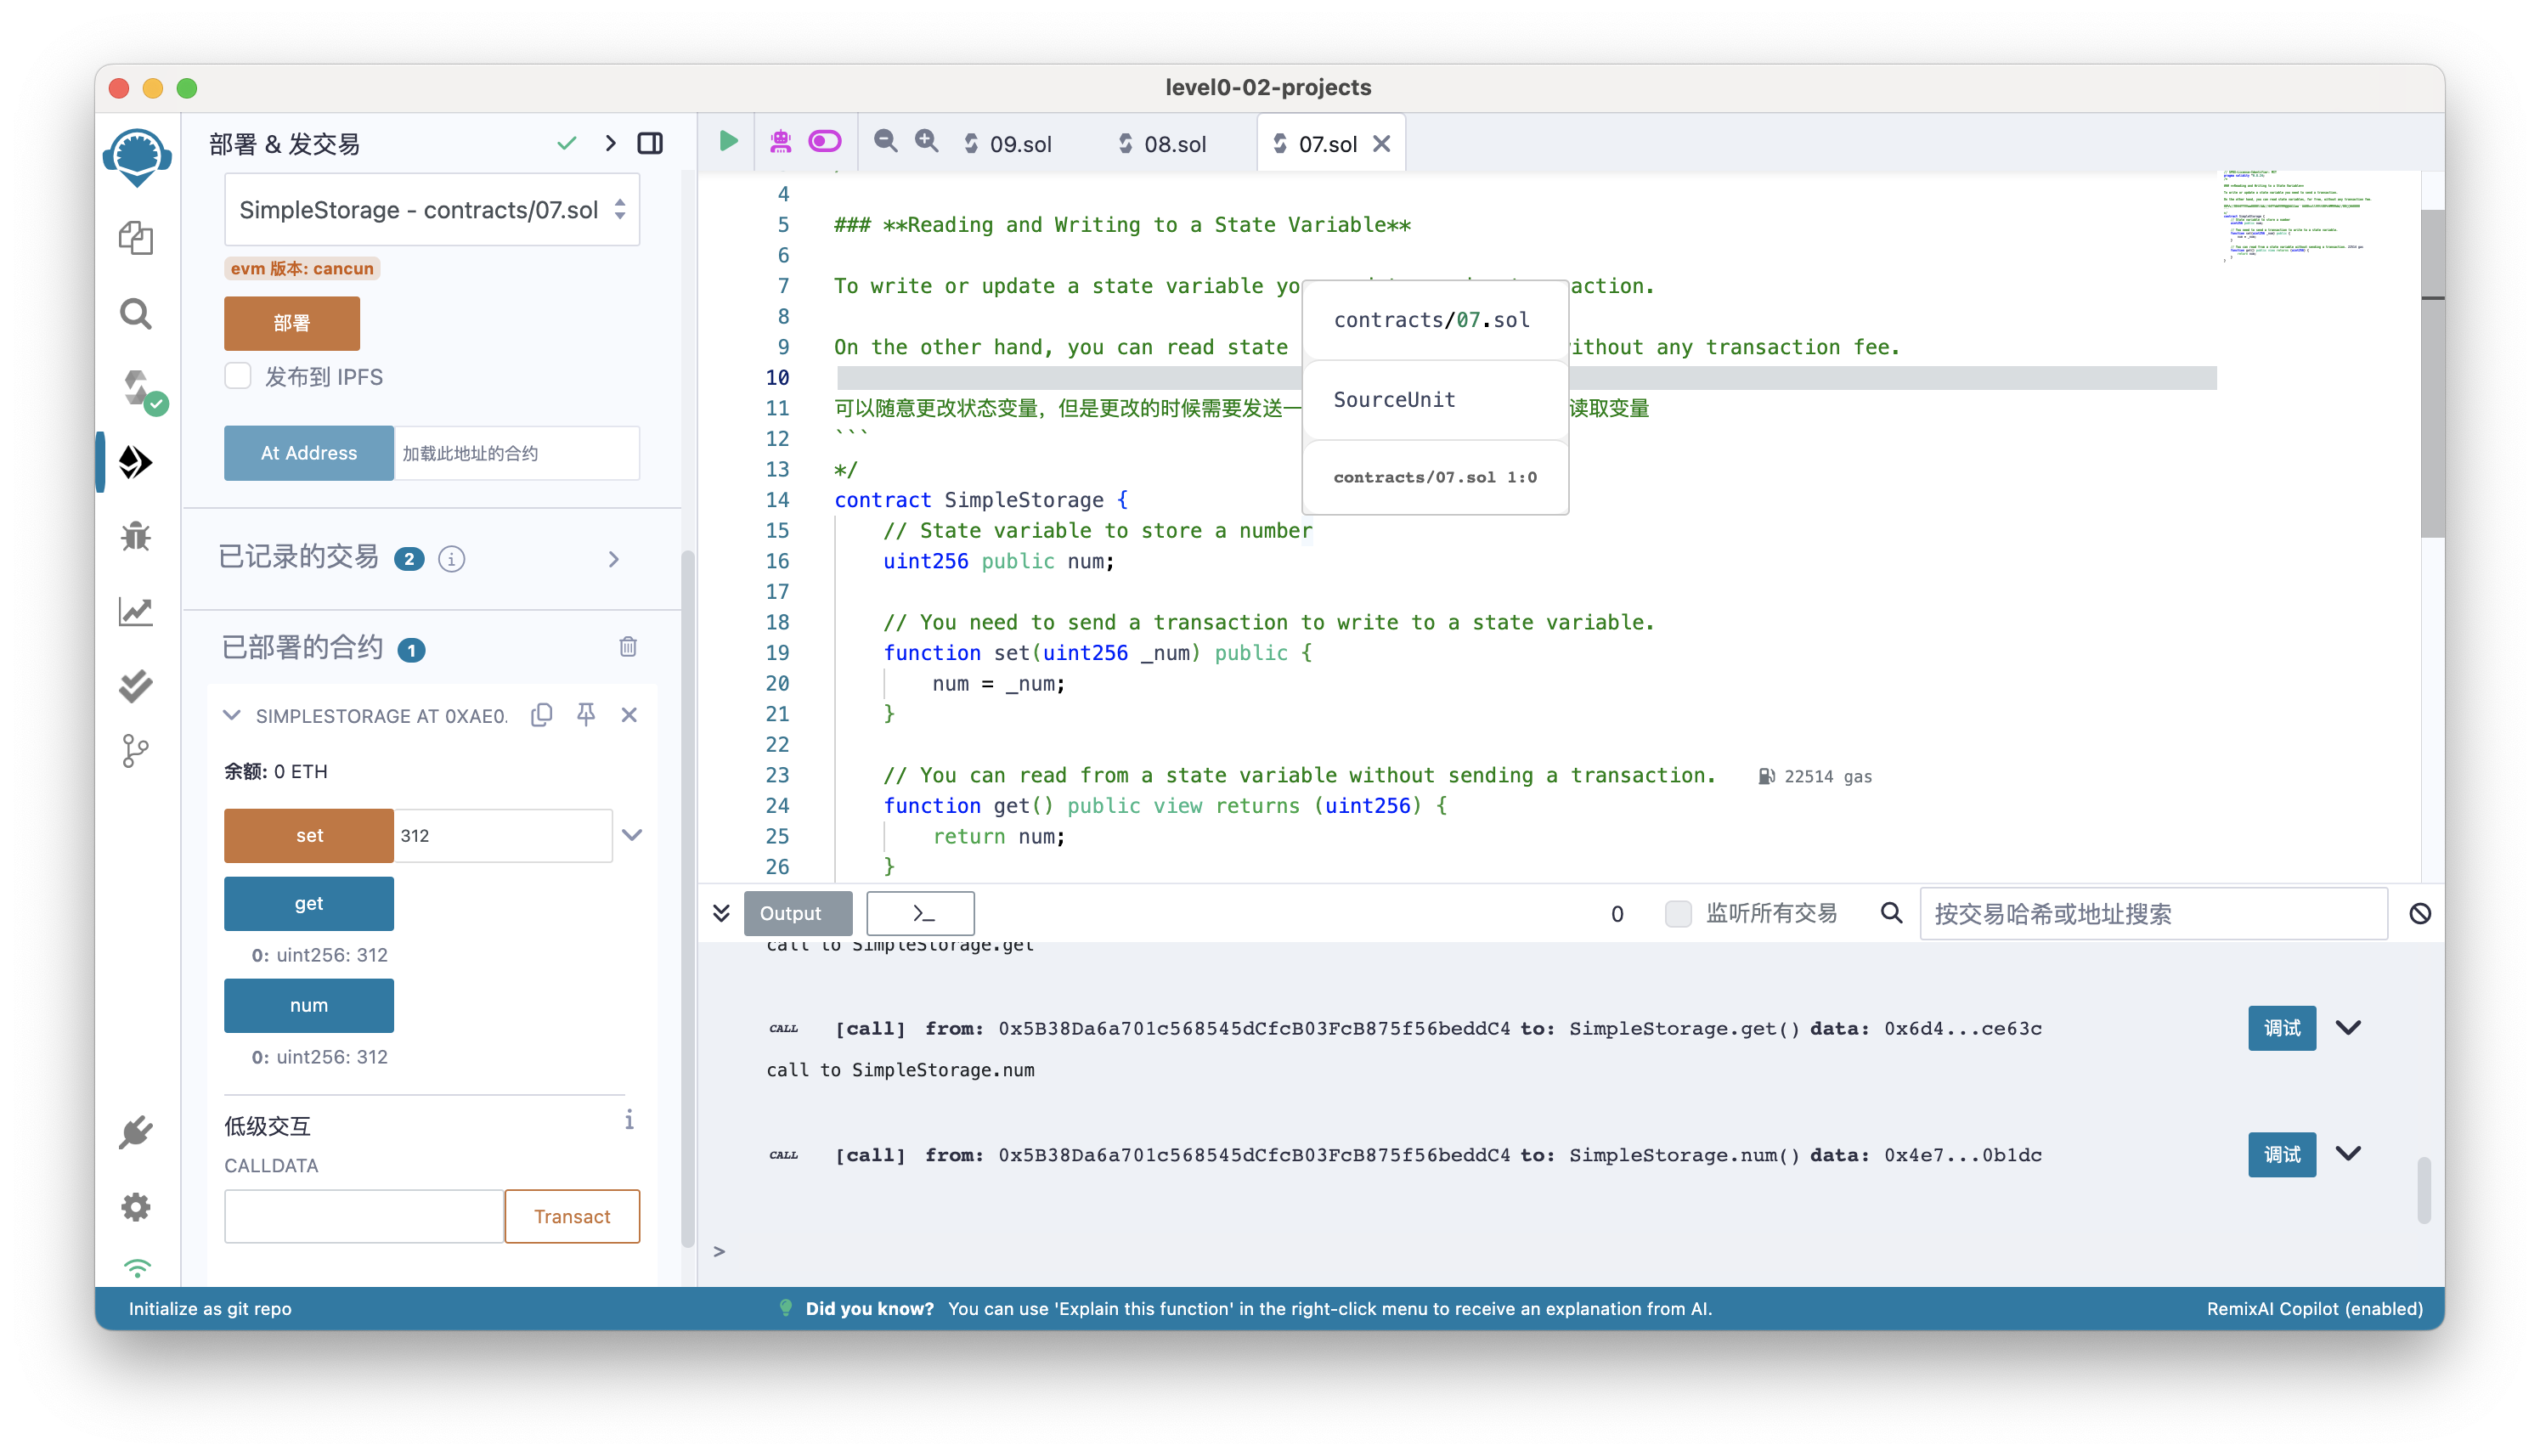 level0-02-projects
部署 & 发交易
SimpleStorage - contracts/07.sol
evm 版本: cancun
部署
发布到 IPFS
At Address
加载此地址的合约
已记录的交易 2
已部署的合约 1
SIMPLESTORAGE AT 0XAE0.
余额: 0 ETH
set
312
get
0: uint256: 312
num
0: uint256: 312
低级交互
CALLDATA
Transact
09.sol
08.sol
07.sol
4
5 ### **Reading and Writing to a State Variable**
6
7 To write or update a state variable yo action.
8
9 On the other hand, you can read state ithout any transaction fee.
10
11 可以随意更改状态变量，但是更改的时候需要发送一 读取变量
12 ```
13 */
14 contract SimpleStorage {
15 // State variable to store a number
16 uint256 public num;
17
18 // You need to send a transaction to write to a state variable.
19 function set(uint256 _num) public {
20 num = _num;
21 }
22
23 // You can read from a state variable without sending a transaction. 22514 gas
24 function get() public view returns (uint256) {
25 return num;
26 }
contracts/07.sol
SourceUnit
contracts/07.sol 1:0
Output
>_
0
监听所有交易
按交易哈希或地址搜索
call to SimpleStorage.get
CALL [call] from: 0x5B38Da6a701c568545dCfcB03FcB875f56beddC4 to: SimpleStorage.get() data: 0x6d4...ce63c 调试
call to SimpleStorage.num
CALL [call] from: 0x5B38Da6a701c568545dCfcB03FcB875f56beddC4 to: SimpleStorage.num() data: 0x4e7...0b1dc 调试
>
Initialize as git repo
Did you know? You can use 'Explain this function' in the right-click menu to receive an explanation from AI.
RemixAI Copilot (enabled)